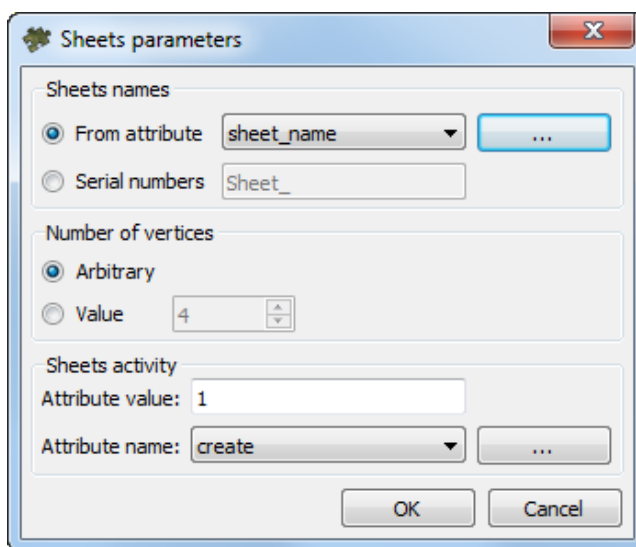 Sheets parameters
Sheets names
From attribute sheet_name ...
Serial numbers Sheet_
Number of vertices
Arbitrary
Value 4
Sheets activity
Attribute value: 1
Attribute name: create ...
OK Cancel